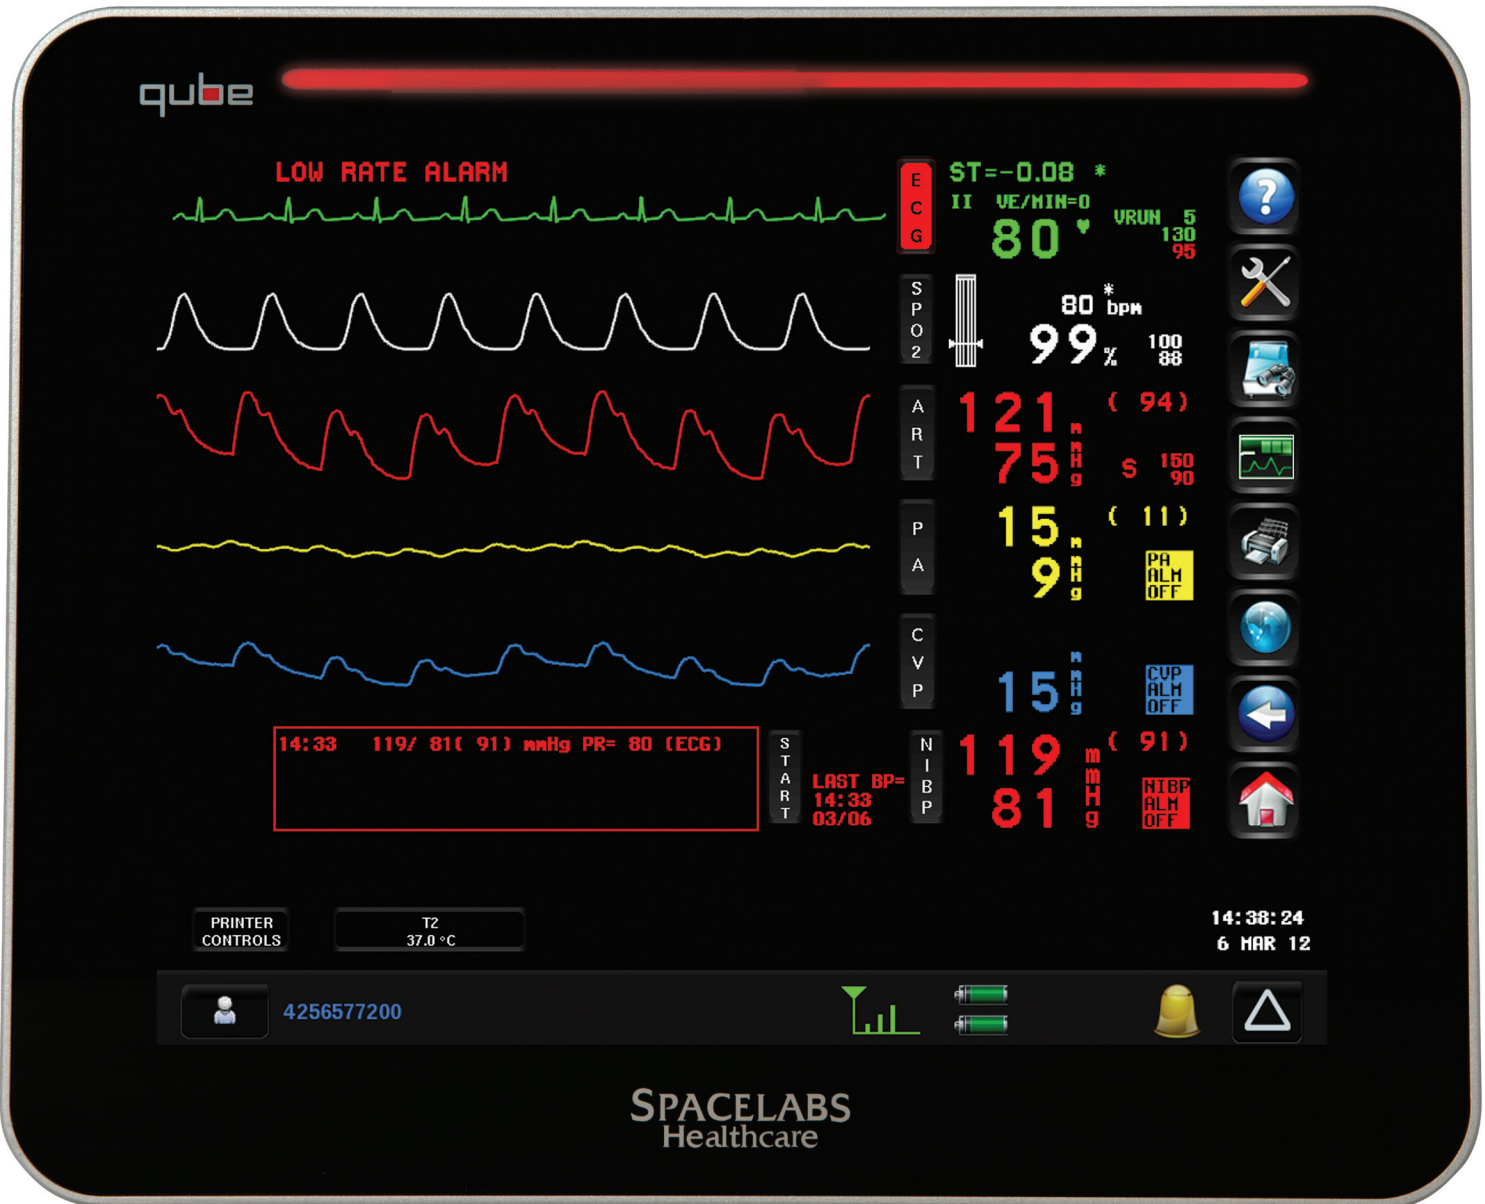 qube
LOW RATE ALARM
ECG
ST=-0.08 *
II VE/MIN=0
80
VRUN 5
130
95
SPO2
80 * bpm
99 %
100
88
ART
121 ( 94)
75 mmHg
S 150
90
PA
15 ( 11)
9 mmHg
PA
ALM
OFF
CVP
15 mmHg
CVP
ALM
OFF
14:33 119/ 81( 91) mmHg PR= 80 (ECG)
START
LAST BP=
14:33
03/06
NIBP
119 ( 91)
81 mmHg
NIBP
ALM
OFF
PRINTER
CONTROLS
T2
37.0 °C
14:38:24
6 MAR 12
4256577200
SPACELABS
Healthcare